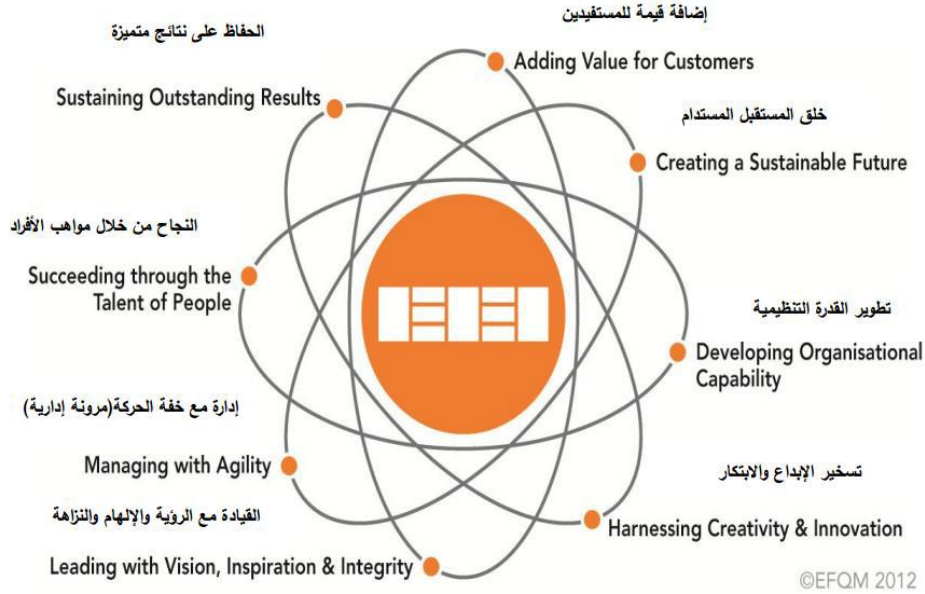 إضافة قيمة للمستفيدين
Adding Value for Customers
خلق المستقبل المستدام
Creating a Sustainable Future
تطوير القدرة التنظيمية
Developing Organisational
Capability
تسخير الإبداع والابتكار
Harnessing Creativity & Innovation
القيادة مع الرؤية والإلهام والنزاهة
Leading with Vision, Inspiration & Integrity
إدارة مع خفة الحركة(مرونة إدارية)
Managing with Agility
النجاح من خلال مواهب الأفراد
Succeeding through the
Talent of People
الحفاظ على نتائج متميزة
Sustaining Outstanding Results
©EFQM 2012